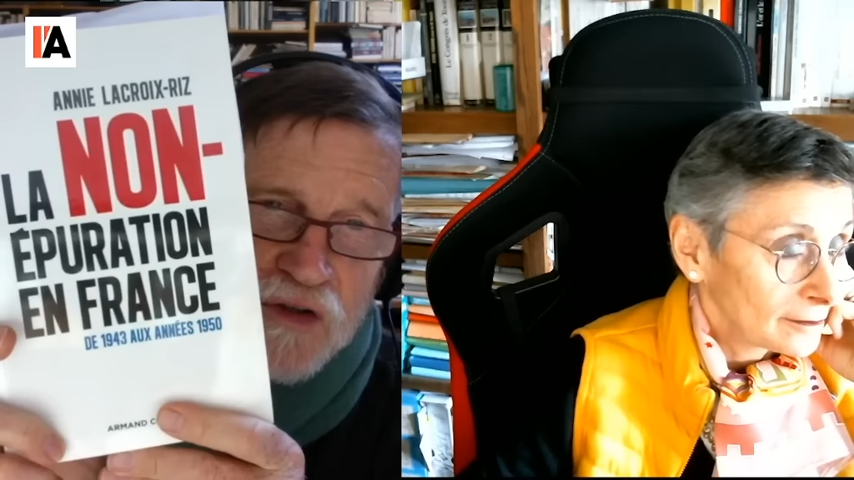 IA
ANNIE LACROIX-RIZ
LA NON-
ÉPURATION
EN FRANCE
DE 1943 AUX ANNÉES 1950
ARMAND C